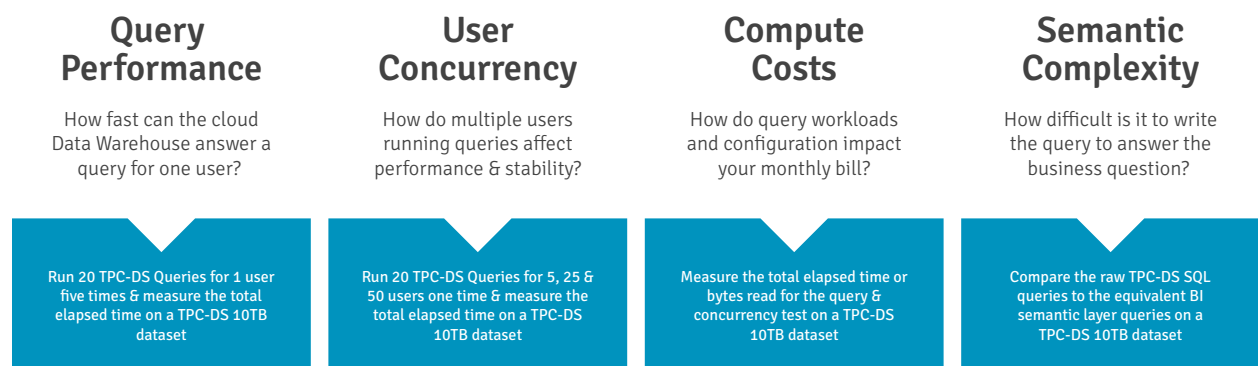 Query
Performance
How fast can the cloud
Data Warehouse answer a
query for one user?
Run 20 TPC-DS Queries for 1 user
five times & measure the total
elapsed time on a TPC-DS 10TB
dataset
User
Concurrency
How do multiple users
running queries affect
performance & stability?
Run 20 TPC-DS Queries for 5, 25 &
50 users one time & measure the
total elapsed time on a TPC-DS
10TB dataset
Compute
Costs
How do query workloads
and configuration impact
your monthly bill?
Measure the total elapsed time or
bytes read for the query &
concurrency test on a TPC-DS
10TB dataset
Semantic
Complexity
How difficult is it to write
the query to answer the
business question?
Compare the raw TPC-DS SQL
queries to the equivalent BI
semantic layer queries on a
TPC-DS 10TB dataset